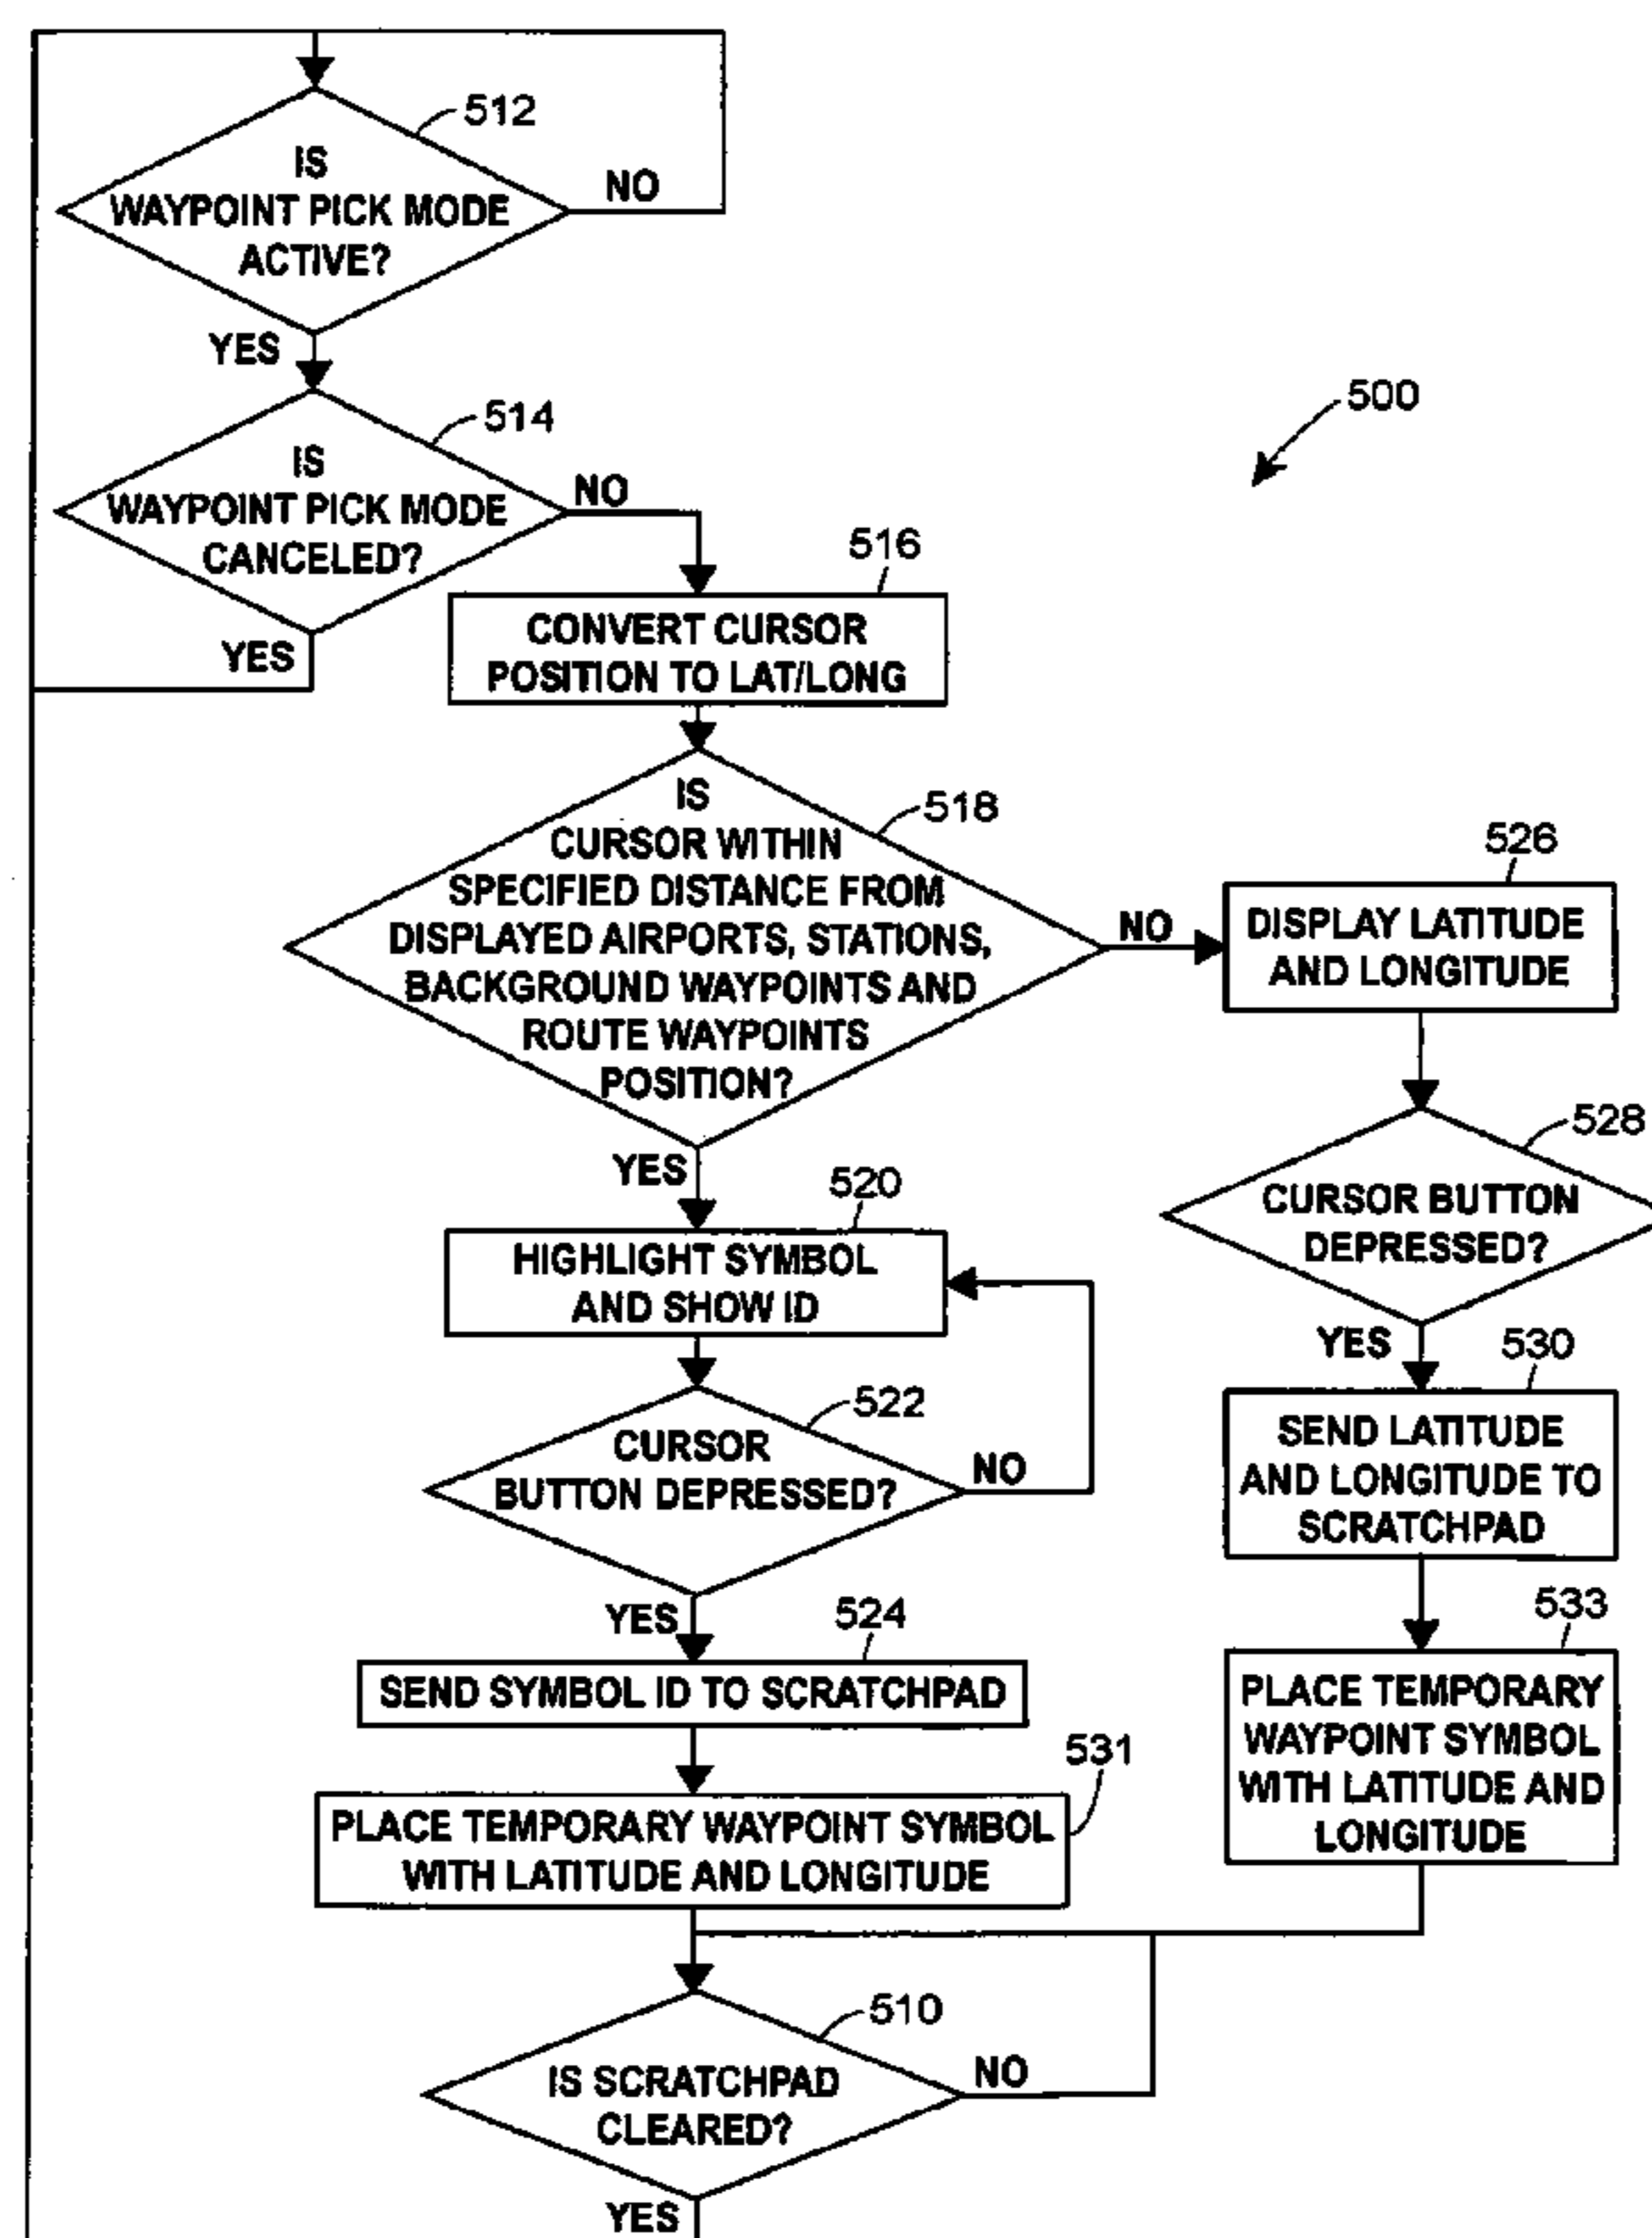 512
IS
WAYPOINT PICK MODE
ACTIVE?
NO
YES
514
IS
WAYPOINT PICK MODE
CANCELED?
NO
YES
500
516
CONVERT CURSOR
POSITION TO LAT/LONG
518
IS
CURSOR WITHIN
SPECIFIED DISTANCE FROM
DISPLAYED AIRPORTS, STATIONS,
BACKGROUND WAYPOINTS AND
ROUTE WAYPOINTS
POSITION?
NO
YES
526
DISPLAY LATITUDE
AND LONGITUDE
528
CURSOR BUTTON
DEPRESSED?
YES
520
HIGHLIGHT SYMBOL
AND SHOW ID
522
CURSOR
BUTTON DEPRESSED?
NO
YES
530
SEND LATITUDE
AND LONGITUDE TO
SCRATCHPAD
524
SEND SYMBOL ID TO SCRATCHPAD
533
PLACE TEMPORARY
WAYPOINT SYMBOL
WITH LATITUDE AND
LONGITUDE
531
PLACE TEMPORARY WAYPOINT SYMBOL
WITH LATITUDE AND LONGITUDE
510
IS SCRATCHPAD
CLEARED?
NO
YES